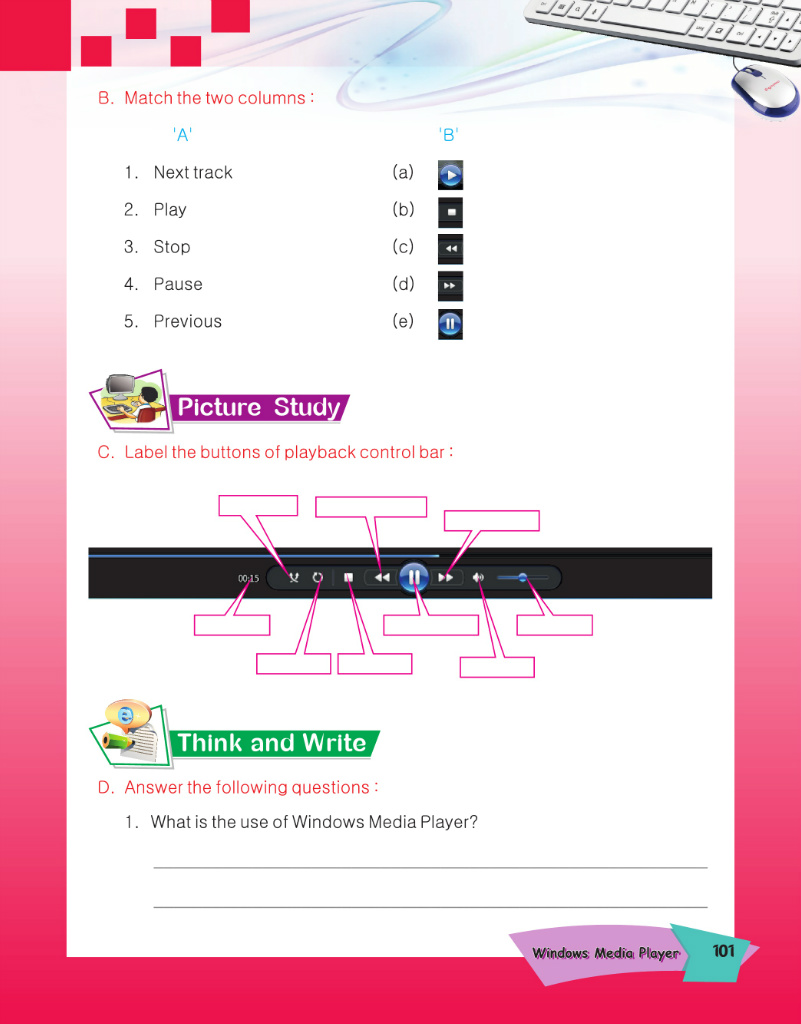 B. Match the two columns :
'A' 'B'
1. Next track (a)
2. Play (b)
3. Stop (c)
4. Pause (d)
5. Previous (e)
Picture Study
C. Label the buttons of playback control bar :
00:15
Think and Write
D. Answer the following questions :
1. What is the use of Windows Media Player?
Windows Media Player 101